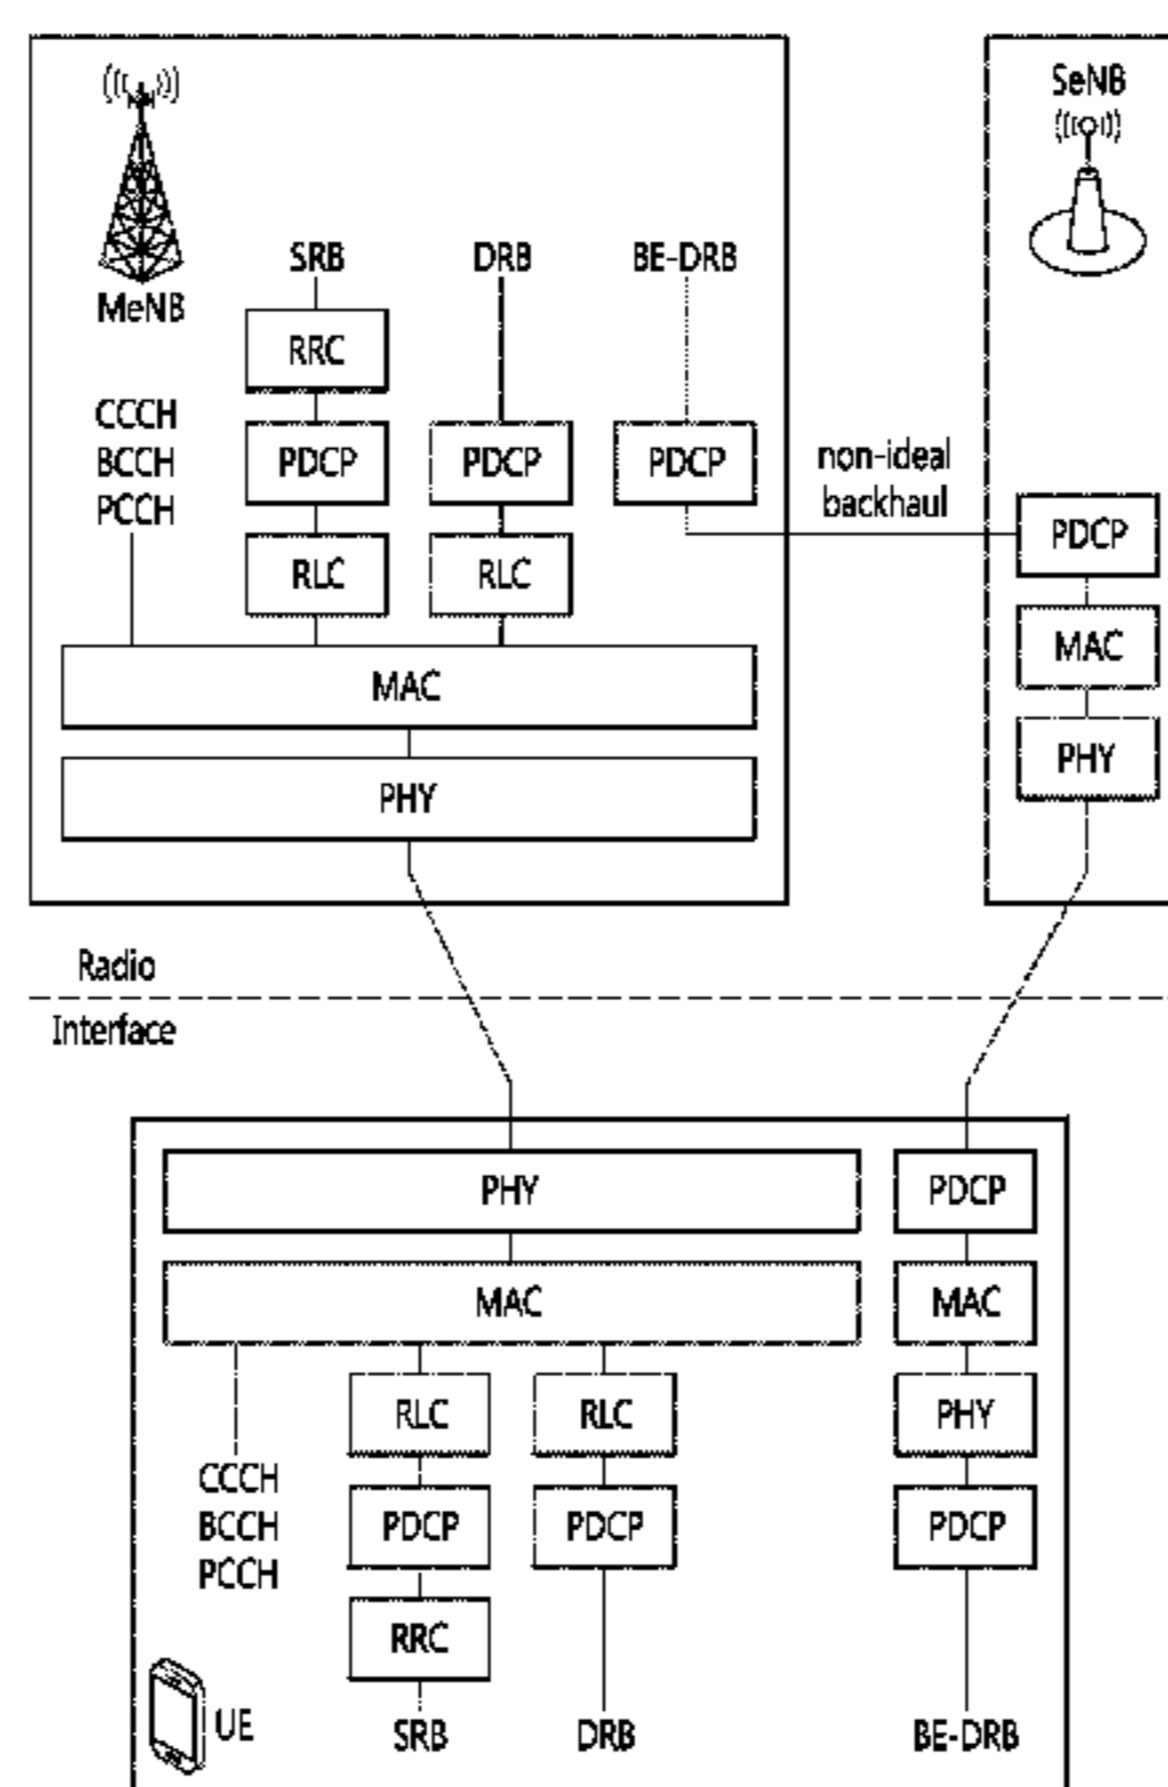 SeNB
MeNB
SRB
DRB
BE-DRB
RRC
CCCH
BCCH
PCCH
PDCP
PDCP
PDCP
non-ideal
backhaul
PDCP
RLC
RLC
MAC
MAC
PHY
PHY
Radio
Interface
PHY
PDCP
MAC
MAC
RLC
RLC
PHY
CCCH
BCCH
PCCH
PDCP
PDCP
PDCP
RRC
UE
SRB
DRB
BE-DRB